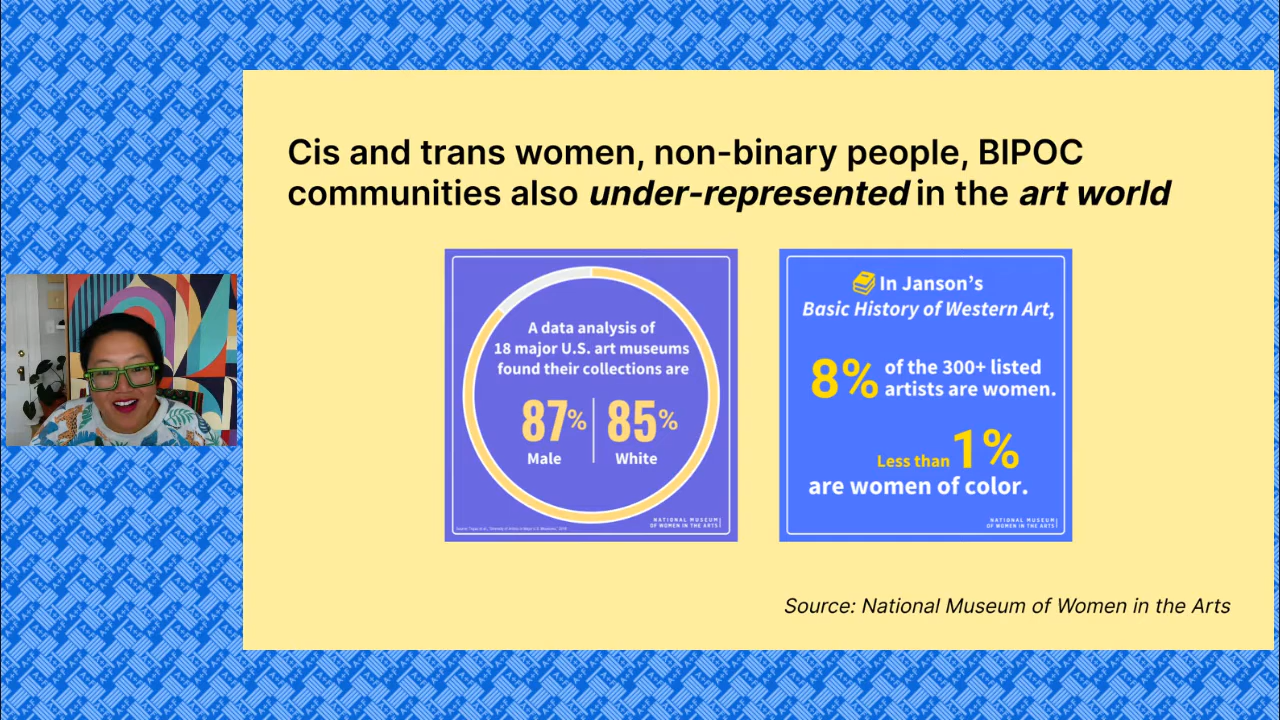 Cis and trans women, non-binary people, BIPOC
communities also under-represented in the art world
A data analysis of
18 major U.S. art museums
found their collections are
87% 85%
Male White
NATIONAL MUSEUM
OF WOMEN IN THE ARTS
In Janson's
Basic History of Western Art,
8% of the 300+ listed
artists are women.
Less than 1%
are women of color.
NATIONAL MUSEUM
OF WOMEN IN THE ARTS
Source: National Museum of Women in the Arts